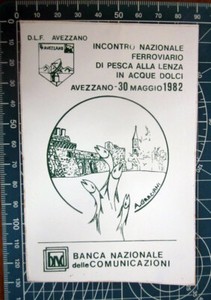 D.L.F. AVEZZANO
AVEZZANO
INCONTRO NAZIONALE
FERROVIARIO
DI PESCA ALLA LENZA
IN ACQUE DOLCI
AVEZZANO - 30 MAGGIO 1982
BANCA NAZIONALE
delle COMUNICAZIONI